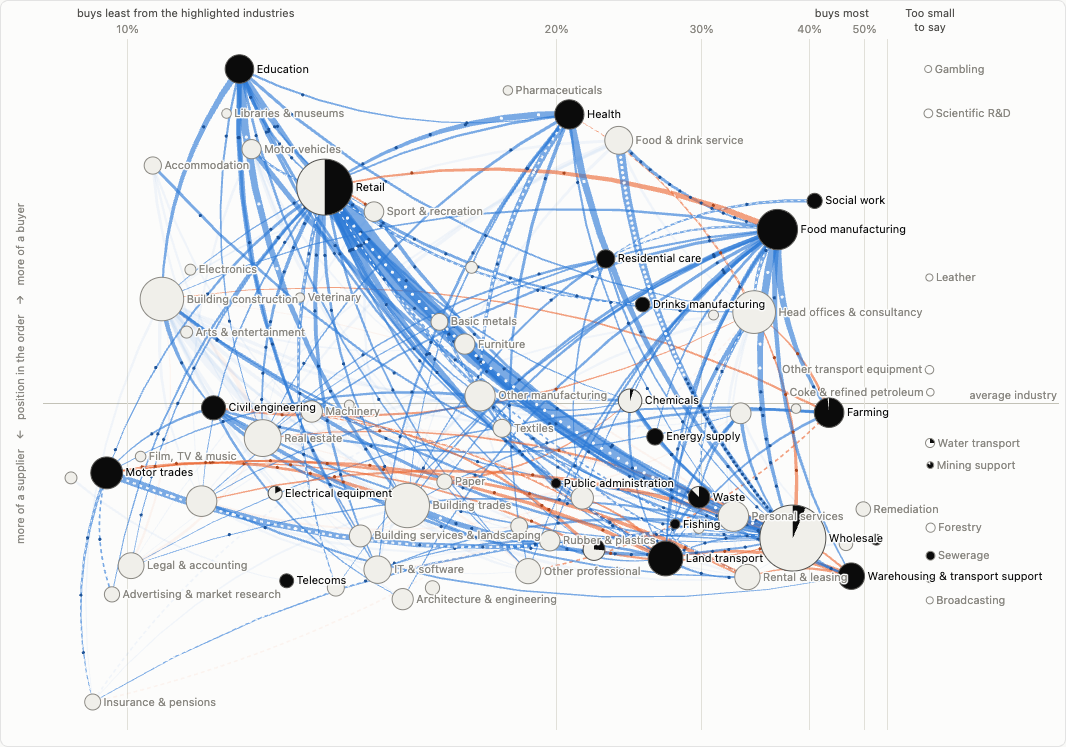 buys least from the highlighted industries
buys most
Too small
to say
10%
20%
30%
40%
50%
more of a supplier ← position in the order → more of a buyer
Education
Gambling
Pharmaceuticals
Libraries & museums
Health
Scientific R&D
Food & drink service
Motor vehicles
Accommodation
Retail
Social work
Sport & recreation
Food manufacturing
Residential care
Electronics
Leather
Building construction
Veterinary
Drinks manufacturing
Head offices & consultancy
Basic metals
Arts & entertainment
Furniture
Other transport equipment
Coke & refined petroleum
average industry
Other manufacturing
Chemicals
Civil engineering
Machinery
Farming
Textiles
Real estate
Energy supply
Water transport
Film, TV & music
Mining support
Motor trades
Paper
Public administration
Electrical equipment
Waste
Building trades
Remediation
Personal services
Fishing
Forestry
Building services & landscaping
Rubber & plastics
Wholesale
Sewerage
Land transport
Legal & accounting
IT & software
Other professional
Rental & leasing
Warehousing & transport support
Telecoms
Advertising & market research
Architecture & engineering
Broadcasting
Insurance & pensions